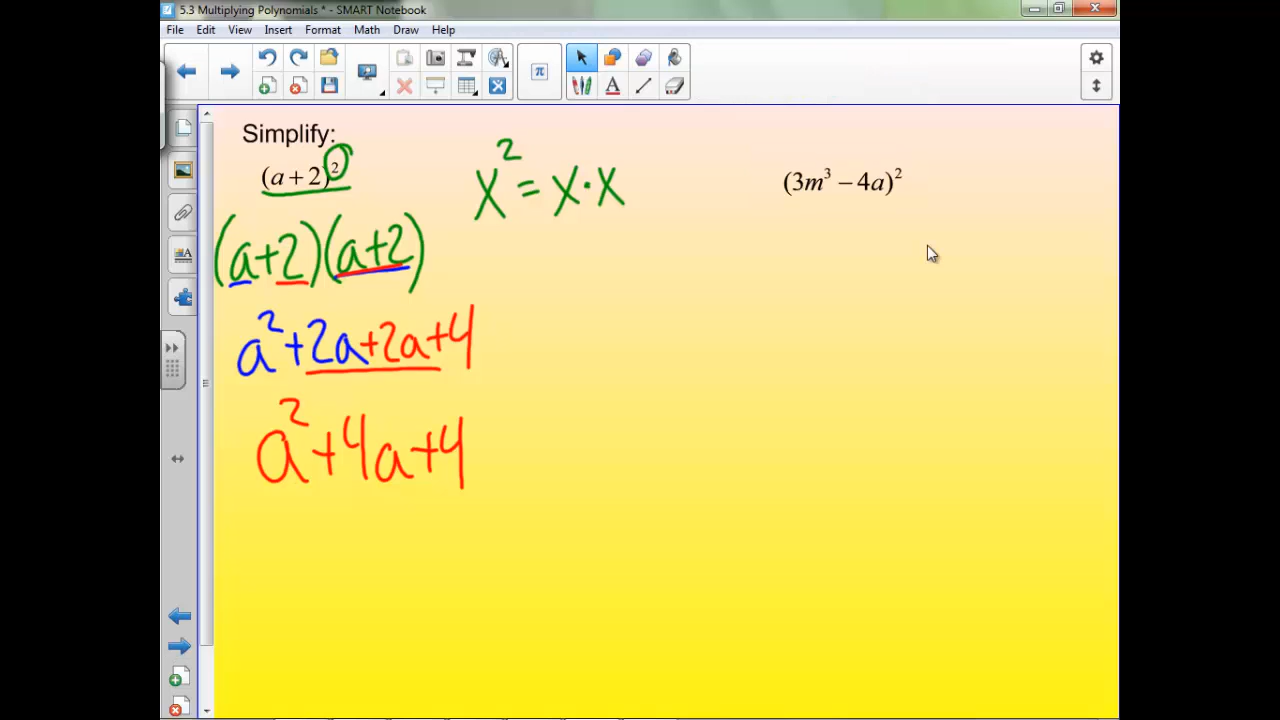 5.3 Multiplying Polynomials * - SMART Notebook
File Edit View Insert Format Math Draw Help
π
A
A
Simplify:
(a + 2)²
x² = x · x
(3m³ − 4a)²
(a+2)(a+2)
a² + 2a + 2a + 4
a² + 4a + 4